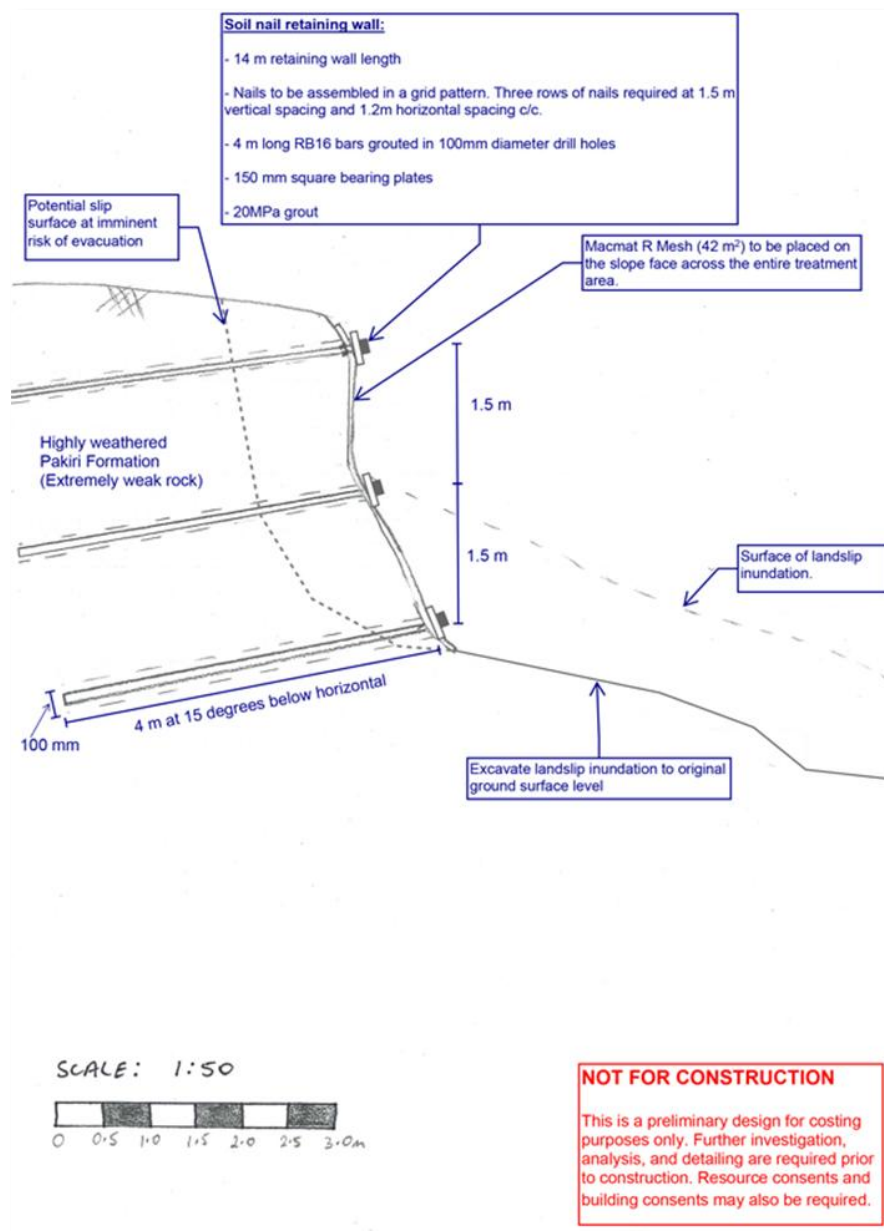 Soil nail retaining wall:
- 14 m retaining wall length
- Nails to be assembled in a grid pattern. Three rows of nails required at 1.5 m
vertical spacing and 1.2m horizontal spacing c/c.
- 4 m long RB16 bars grouted in 100mm diameter drill holes
- 150 mm square bearing plates
- 20MPa grout
Potential slip
surface at imminent
risk of evacuation
Macmat R Mesh (42 m²) to be placed on
the slope face across the entire treatment
area.
1.5 m
Highly weathered
Pakiri Formation
(Extremely weak rock)
1.5 m
Surface of landslip
inundation.
4 m at 15 degrees below horizontal
100 mm
Excavate landslip inundation to original
ground surface level
SCALE: 1:50
0 0.5 1.0 1.5 2.0 2.5 3.0m
NOT FOR CONSTRUCTION
This is a preliminary design for costing
purposes only. Further investigation,
analysis, and detailing are required prior
to construction. Resource consents and
building consents may also be required.